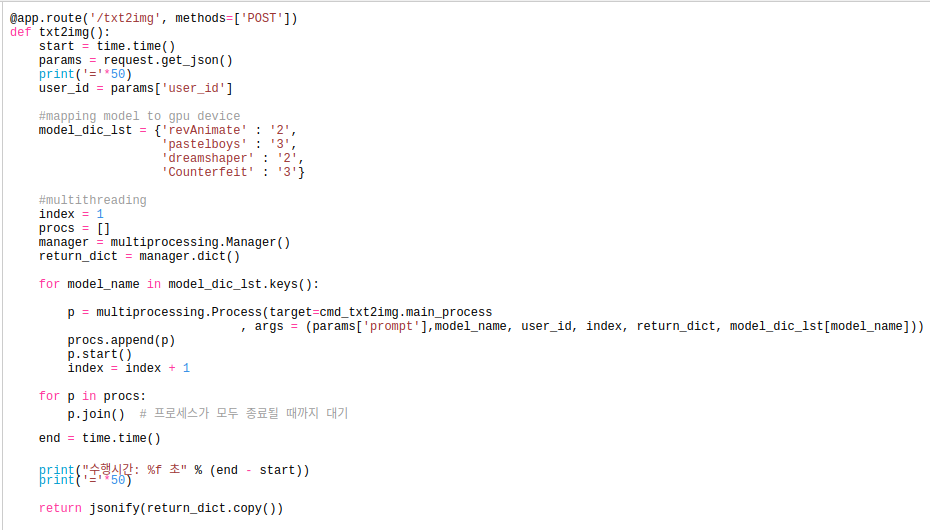 @app.route('/txt2img', methods=['POST'])
def txt2img():
    start = time.time()
    params = request.get_json()
    print('='*50)
    user_id = params['user_id']

    #mapping model to gpu device
    model_dic_lst = {'revAnimate' : '2',
                     'pastelboys' : '3',
                     'dreamshaper' : '2',
                     'Counterfeit' : '3'}

    #multithreading
    index = 1
    procs = []
    manager = multiprocessing.Manager()
    return_dict = manager.dict()

    for model_name in model_dic_lst.keys():

        p = multiprocessing.Process(target=cmd_txt2img.main_process
                                , args = (params['prompt'],model_name, user_id, index, return_dict, model_dic_lst[model_name]))
        procs.append(p)
        p.start()
        index = index + 1

    for p in procs:
        p.join()  # 프로세스가 모두 종료될 때까지 대기

    end = time.time()

    print("수행시간: %f 초" % (end - start))
    print('='*50)

    return jsonify(return_dict.copy())